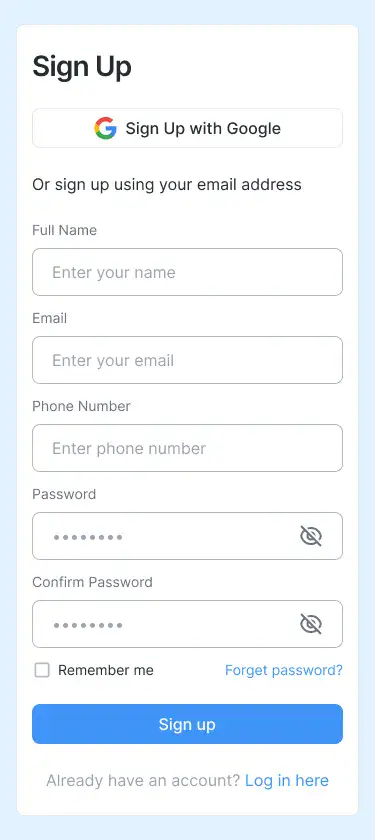 Sign Up
Sign Up with Google
Or sign up using your email address
Full Name
Enter your name
Email
Enter your email
Phone Number
Enter phone number
Password
••••••••
Confirm Password
••••••••
Remember me Forget password?
Sign up
Already have an account? Log in here